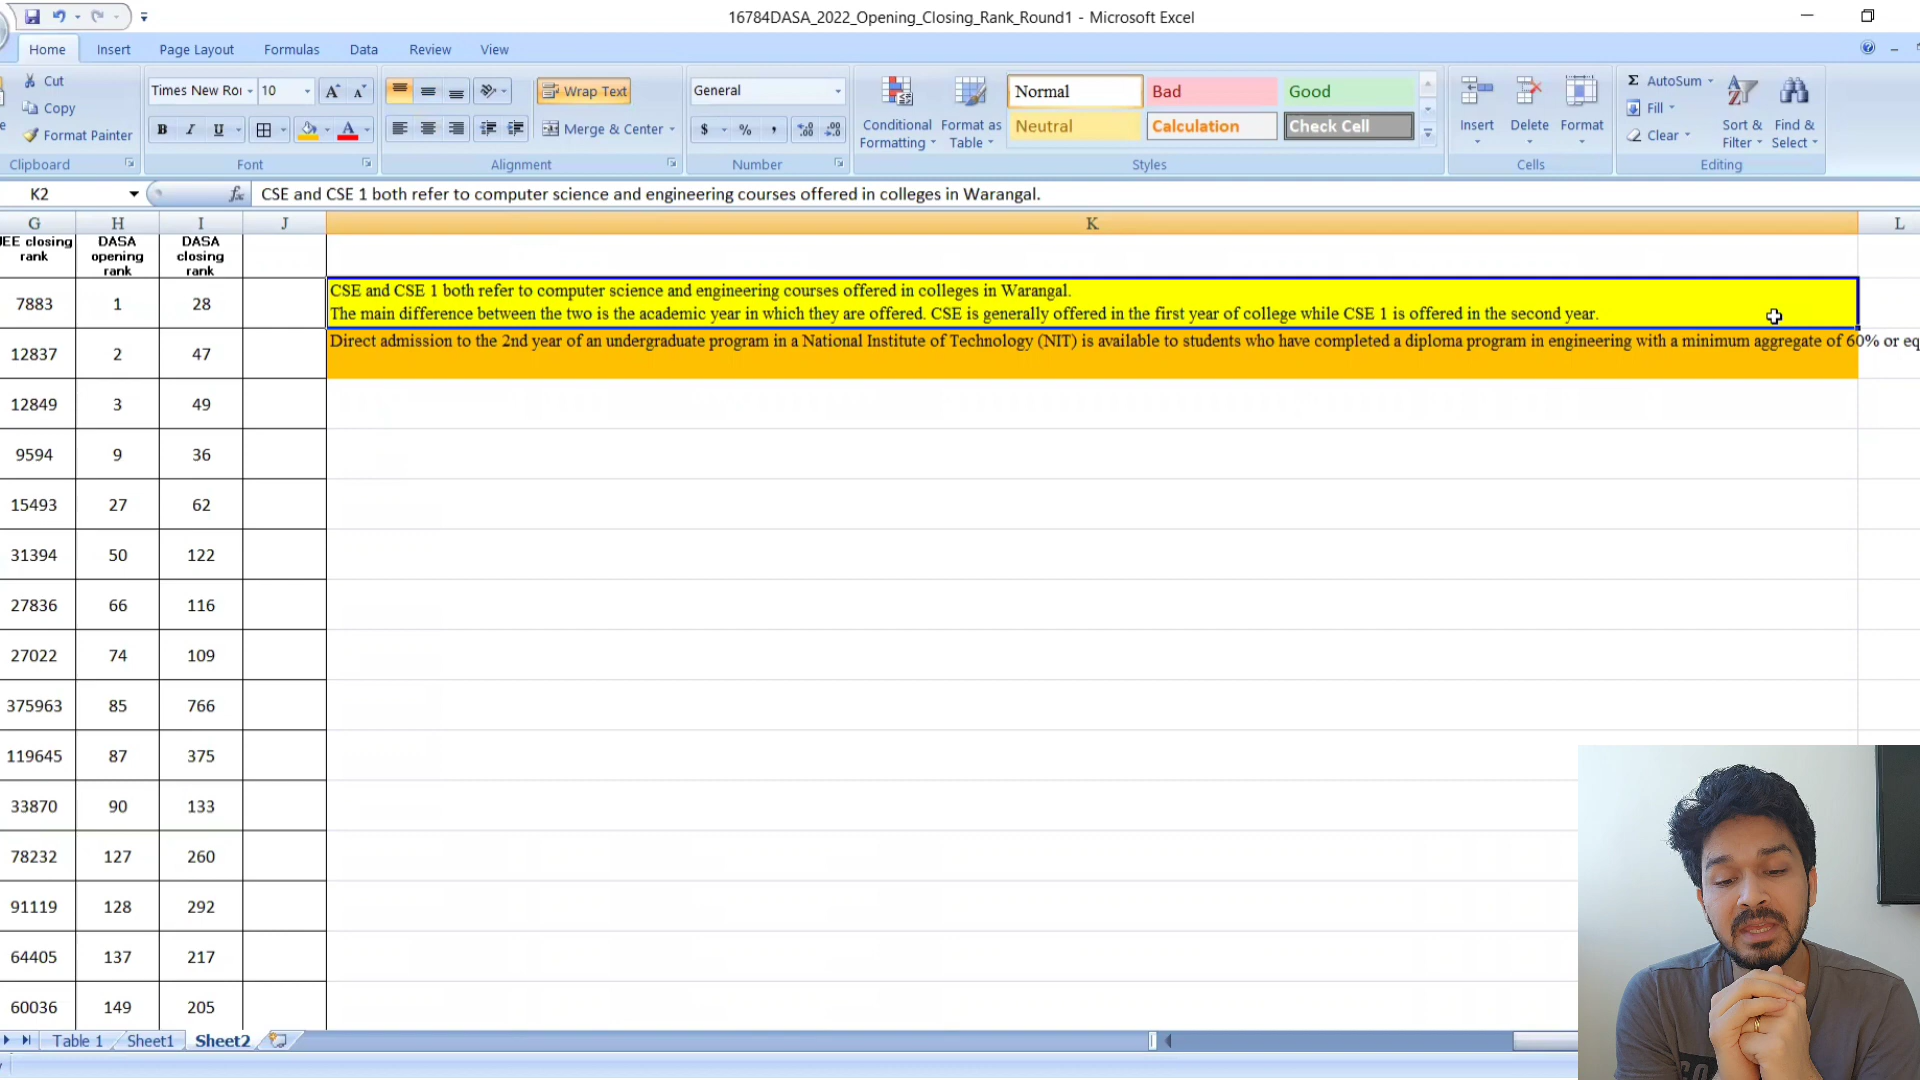 16784DASA_2022_Opening_Closing_Rank_Round1 - Microsoft Excel
Home Insert Page Layout Formulas Data Review View
Cut
Copy
Format Painter
Clipboard
Times New Ro 10
B I U A
Font
Wrap Text
Merge & Center
Alignment
General
$ % ,
Number
Conditional Formatting
Format as Table
Normal Bad Good
Neutral Calculation Check Cell
Styles
Insert Delete Format
Cells
Σ AutoSum
Fill
Clear
Sort & Filter
Find & Select
Editing
K2 fx CSE and CSE 1 both refer to computer science and engineering courses offered in colleges in Warangal.
G H I J K L
JEE closing rank DASA opening rank DASA closing rank
7883 1 28
CSE and CSE 1 both refer to computer science and engineering courses offered in colleges in Warangal.
The main difference between the two is the academic year in which they are offered. CSE is generally offered in the first year of college while CSE 1 is offered in the second year.
12837 2 47 Direct admission to the 2nd year of an undergraduate program in a National Institute of Technology (NIT) is available to students who have completed a diploma program in engineering with a minimum aggregate of 60% or eq
12849 3 49
9594 9 36
15493 27 62
31394 50 122
27836 66 116
27022 74 109
375963 85 766
119645 87 375
33870 90 133
78232 127 260
91119 128 292
64405 137 217
60036 149 205
Table 1 Sheet1 Sheet2